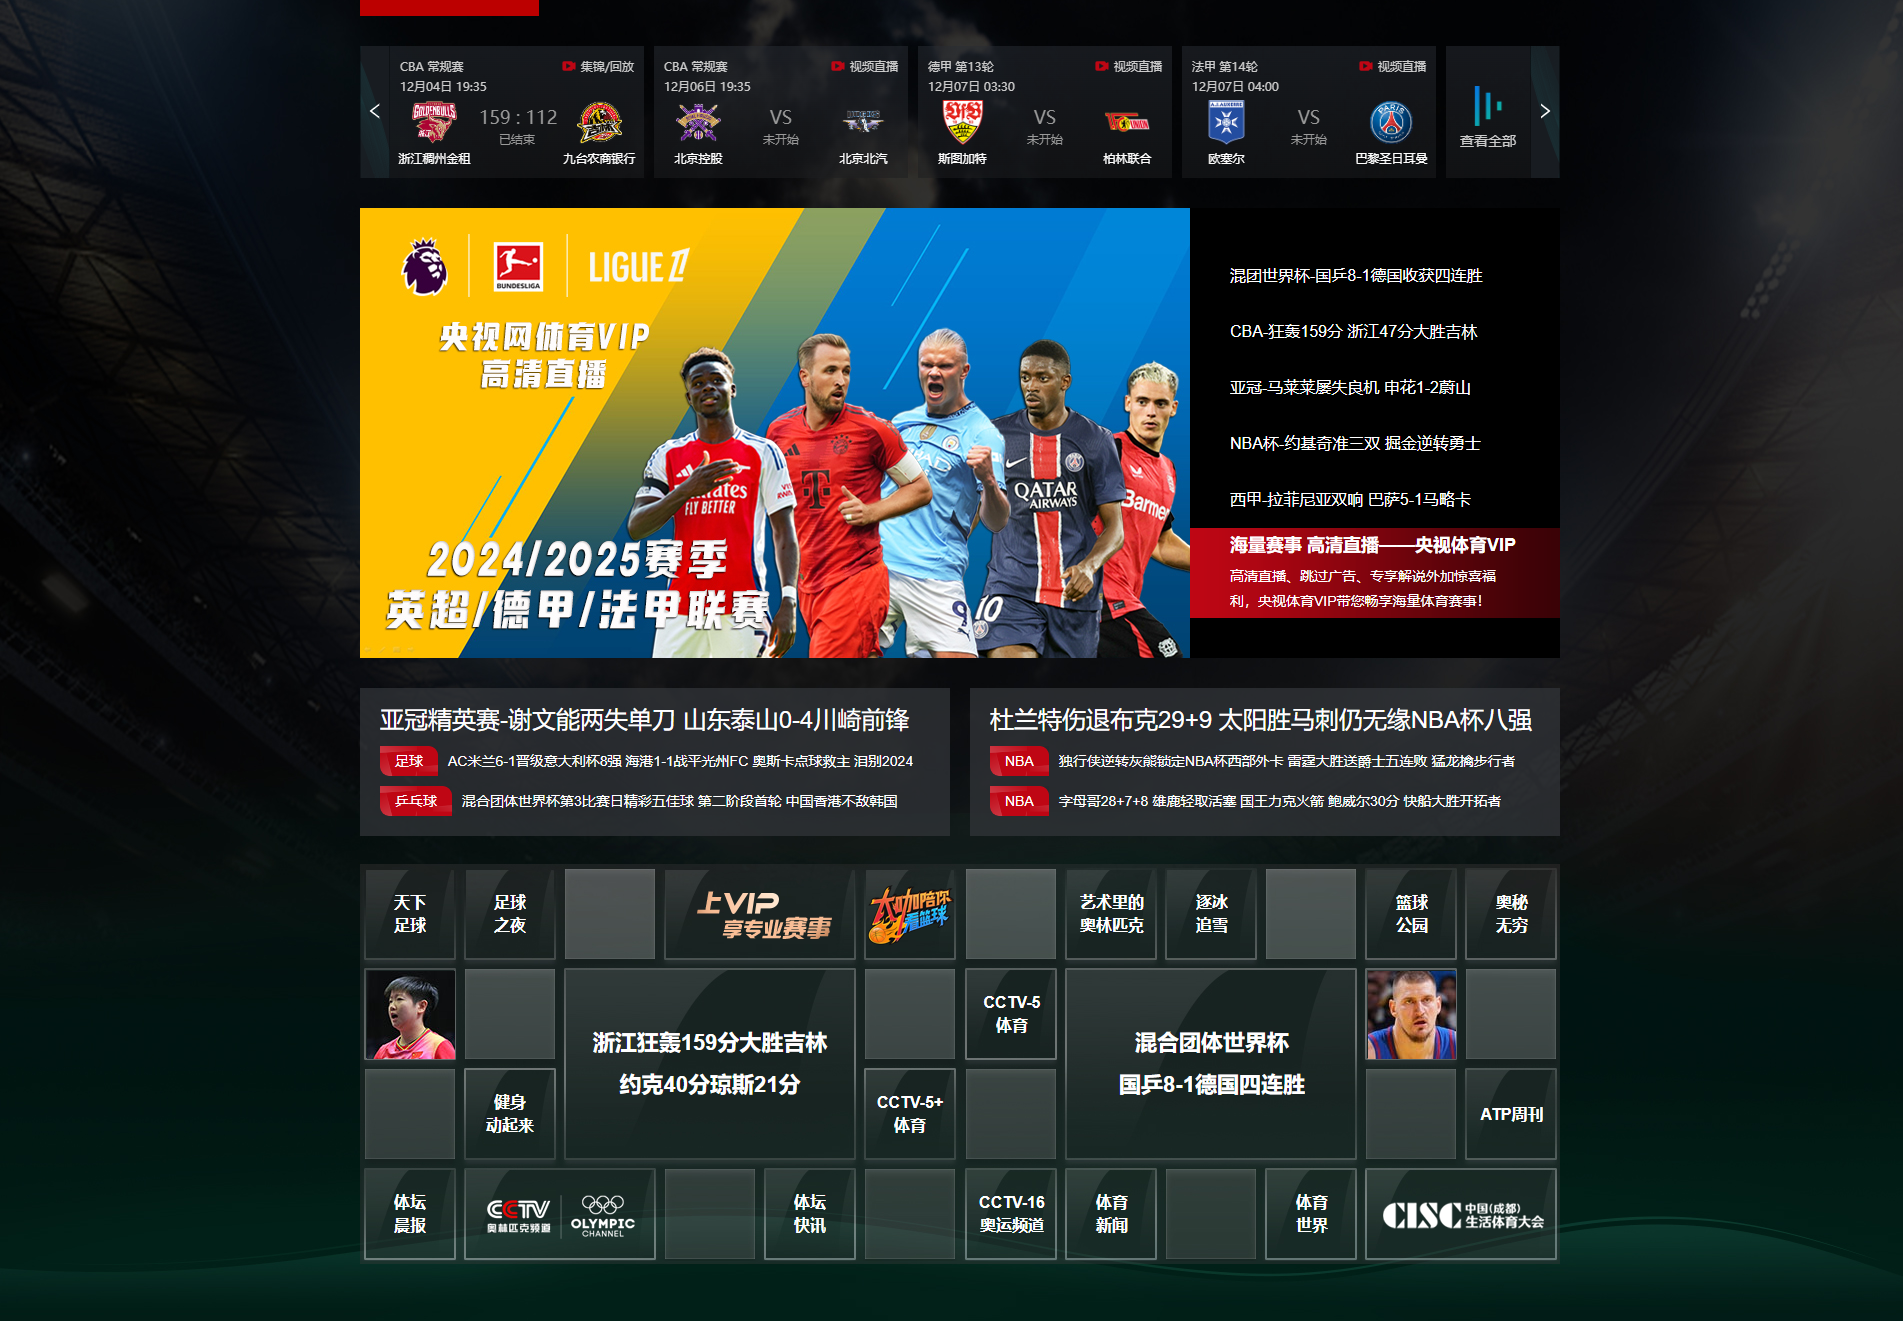 CBA 常规赛 集锦/回放
12月04日 19:35
159 : 112
已结束
浙江稠州金租 九台农商银行
CBA 常规赛 视频直播
12月06日 19:35
VS
未开始
北京控股 北京北汽
德甲 第13轮 视频直播
12月07日 03:30
VS
未开始
斯图加特 柏林联合
法甲 第14轮 视频直播
12月07日 04:00
VS
未开始
欧塞尔 巴黎圣日耳曼
查看全部
BUNDESLIGA
LIGUE 1
央视网体育VIP
高清直播
Emirates
FLY BETTER
QATAR
AIRWAYS
Barmer
9
10
7
2024/2025赛季
英超/德甲/法甲联赛
混团世界杯-国乒8-1德国收获四连胜
CBA-狂轰159分 浙江47分大胜吉林
亚冠-马莱莱屡失良机 申花1-2蔚山
NBA杯-约基奇准三双 掘金逆转勇士
西甲-拉菲尼亚双响 巴萨5-1马略卡
海量赛事 高清直播——央视体育VIP
高清直播、跳过广告、专享解说外加惊喜福
利，央视体育VIP带您畅享海量体育赛事！
亚冠精英赛-谢文能两失单刀 山东泰山0-4川崎前锋
足球 AC米兰6-1晋级意大利杯8强 海港1-1战平光州FC 奥斯卡点球救主 泪别2024
乒乓球 混合团体世界杯第3比赛日精彩五佳球 第二阶段首轮 中国香港不敌韩国
杜兰特伤退布克29+9 太阳胜马刺仍无缘NBA杯八强
NBA 独行侠逆转灰熊锁定NBA杯西部外卡 雷霆大胜送爵士五连败 猛龙擒步行者
NBA 字母哥28+7+8 雄鹿轻取活塞 国王力克火箭 鲍威尔30分 快船大胜开拓者
天下
足球
足球
之夜
上VIP
享专业赛事
大咖陪你
看篮球
艺术里的
奥林匹克
逐冰
追雪
篮球
公园
奥秘
无穷
浙江狂轰159分大胜吉林
约克40分琼斯21分
CCTV-5
体育
混合团体世界杯
国乒8-1德国四连胜
健身
动起来
CCTV-5+
体育
ATP周刊
体坛
晨报
CCTV
奥林匹克频道
OLYMPIC
CHANNEL
体坛
快讯
CCTV-16
奥运频道
体育
新闻
体育
世界
CISC 中国(成都)
生活体育大会